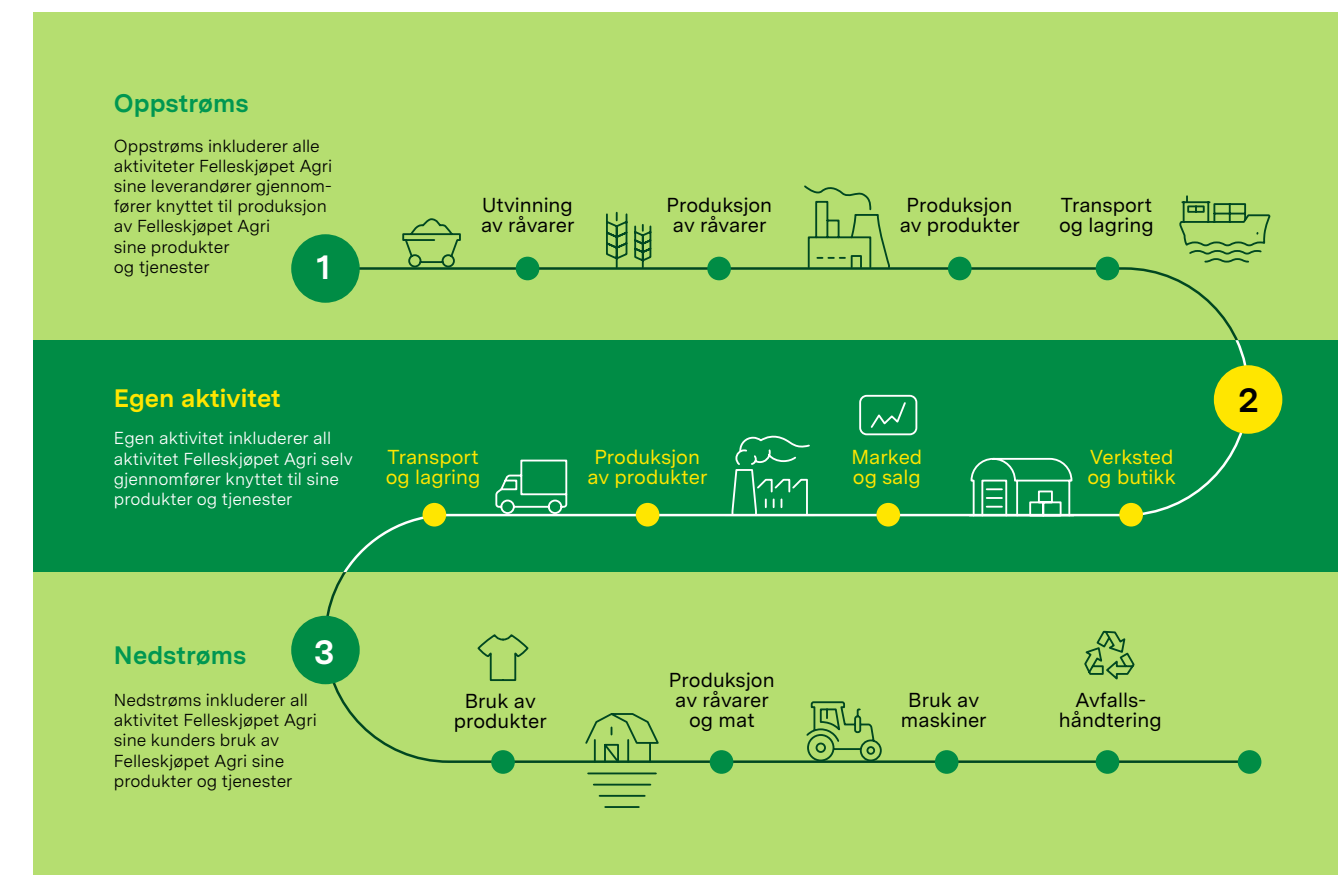 Oppstrøms
Oppstrøms inkluderer alle
aktiviteter Felleskjøpet Agri
sine leverandører gjennom-
fører knyttet til produksjon
av Felleskjøpet Agri
sine produkter
og tjenester
1
Utvinning
av råvarer
Produksjon
av råvarer
Produksjon
av produkter
Transport
og lagring
2
Egen aktivitet
Egen aktivitet inkluderer all
aktivitet Felleskjøpet Agri selv
gjennomfører knyttet til sine
produkter og tjenester
Transport
og lagring
Produksjon
av produkter
Marked
og salg
Verksted
og butikk
3
Nedstrøms
Nedstrøms inkluderer all
aktivitet Felleskjøpet Agri
sine kunders bruk av
Felleskjøpet Agri sine
produkter og tjenester
Bruk av
produkter
Produksjon
av råvarer
og mat
Bruk av
maskiner
Avfalls-
håndtering